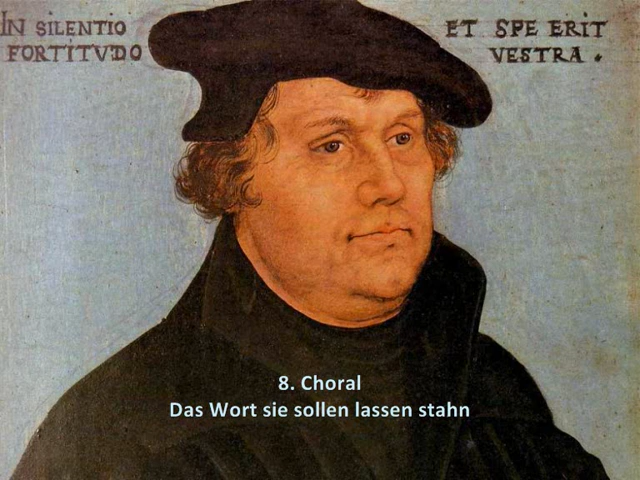 IN SILENTIO
FORTITVDO
ET SPE ERIT
VESTRA.
8. Choral
Das Wort sie sollen lassen stahn